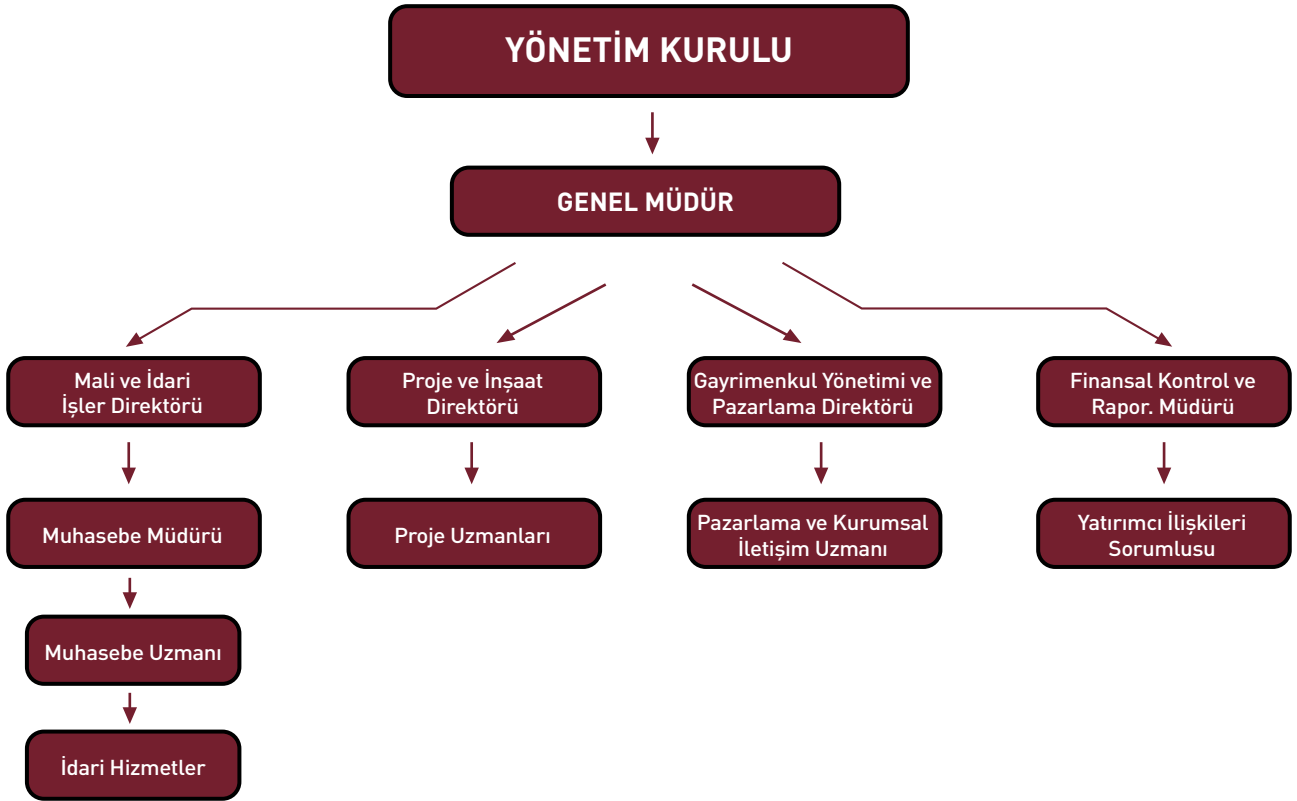 YÖNETİM KURULU
GENEL MÜDÜR
Mali ve İdari
İşler Direktörü
Proje ve İnşaat
Direktörü
Gayrimenkul Yönetimi ve
Pazarlama Direktörü
Finansal Kontrol ve
Rapor. Müdürü
Muhasebe Müdürü
Proje Uzmanları
Pazarlama ve Kurumsal
İletişim Uzmanı
Yatırımcı İlişkileri
Sorumlusu
Muhasebe Uzmanı
İdari Hizmetler